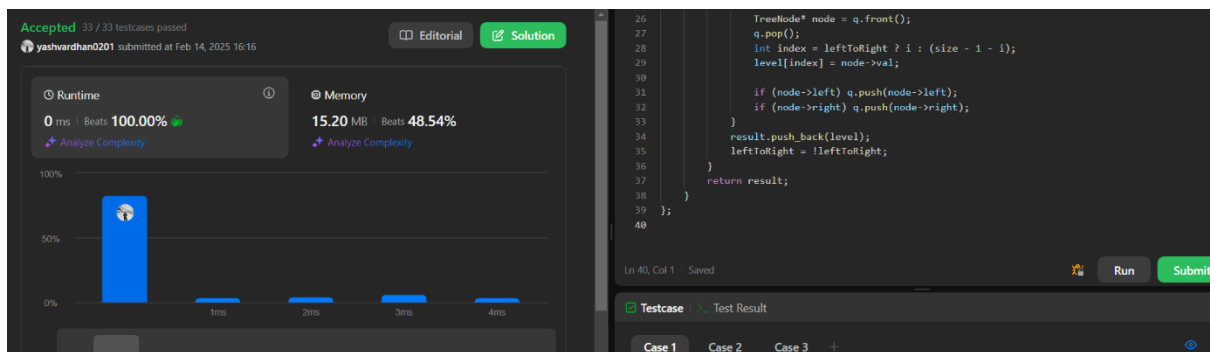 Accepted 33 / 33 testcases passed
yashvardhan0201 submitted at Feb 14, 2025 16:16
Editorial
Solution
Runtime
0 ms | Beats 100.00%
Analyze Complexity
Memory
15.20 MB | Beats 48.54%
Analyze Complexity
100%
50%
0%
1ms
2ms
3ms
4ms
26 TreeNode* node = q.front();
27 q.pop();
28 int index = leftToRight ? i : (size - 1 - i);
29 level[index] = node->val;
30
31 if (node->left) q.push(node->left);
32 if (node->right) q.push(node->right);
33 }
34 result.push_back(level);
35 leftToRight = !leftToRight;
36 }
37 return result;
38 }
39 };
40
Ln 40, Col 1 | Saved
Run
Submit
Testcase | >_ Test Result
Case 1 Case 2 Case 3 +